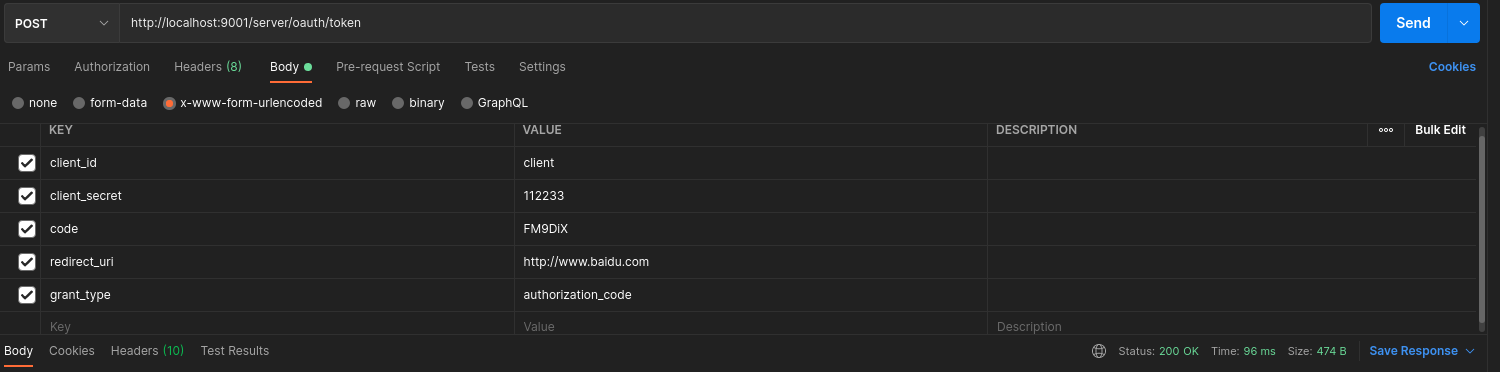 POST http://localhost:9001/server/oauth/token Send
Params Authorization Headers (8) Body Pre-request Script Tests Settings Cookies
none form-data x-www-form-urlencoded raw binary GraphQL
KEY VALUE DESCRIPTION ooo Bulk Edit
client_id client
client_secret 112233
code FM9DiX
redirect_uri http://www.baidu.com
grant_type authorization_code
Key Value Description
Body Cookies Headers (10) Test Results Status: 200 OK Time: 96 ms Size: 474 B Save Response